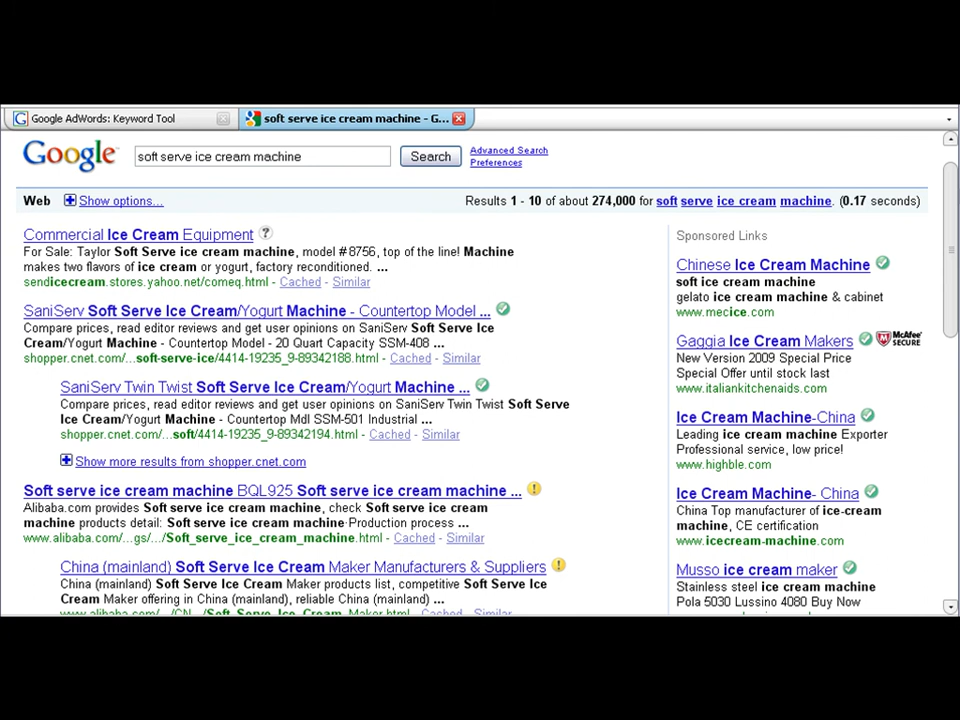 Google AdWords: Keyword Tool
soft serve ice cream machine - G...
Google
soft serve ice cream machine
Search
Advanced Search
Preferences
Web
Show options...
Results 1 - 10 of about 274,000 for soft serve ice cream machine. (0.17 seconds)
Commercial Ice Cream Equipment
For Sale: Taylor Soft Serve ice cream machine, model #8756, top of the line! Machine
makes two flavors of ice cream or yogurt, factory reconditioned. ...
sendicecream.stores.yahoo.net/comeq.html - Cached - Similar
SaniServ Soft Serve Ice Cream/Yogurt Machine - Countertop Model ...
Compare prices, read editor reviews and get user opinions on SaniServ Soft Serve Ice
Cream/Yogurt Machine - Countertop Model - 20 Quart Capacity SSM-408 ...
shopper.cnet.com/...soft-serve-ice/4414-19235_9-89342188.html - Cached - Similar
SaniServ Twin Twist Soft Serve Ice Cream/Yogurt Machine ...
Compare prices, read editor reviews and get user opinions on SaniServ Twin Twist Soft Serve
Ice Cream/Yogurt Machine - Countertop Mdl SSM-501 Industrial ...
shopper.cnet.com/...soft/4414-19235_9-89342194.html - Cached - Similar
Show more results from shopper.cnet.com
Soft serve ice cream machine BQL925 Soft serve ice cream machine ...
Alibaba.com provides Soft serve ice cream machine, check Soft serve ice cream
machine products detail: Soft serve ice cream machine·Production process ...
www.alibaba.com/...gs/.../Soft_serve_ice_cream_machine.html - Cached - Similar
China (mainland) Soft Serve Ice Cream Maker Manufacturers & Suppliers
China (mainland) Soft Serve Ice Cream Maker products list, competitive Soft Serve Ice
Cream Maker offering in China (mainland), reliable China (mainland) ...
www.alibaba.com/.../CN.../Soft_Serve_Ice_Cream_Maker.html - Cached - Similar
Sponsored Links
Chinese Ice Cream Machine
soft ice cream machine
gelato ice cream machine & cabinet
www.mecice.com
Gaggia Ice Cream Makers
McAfee SECURE
New Version 2009 Special Price
Special Offer until stock last
www.italiankitchenaids.com
Ice Cream Machine-China
Leading ice cream machine Exporter
Professional service, low price!
www.highble.com
Ice Cream Machine- China
China Top manufacturer of ice-cream
machine, CE certification
www.icecream-machine.com
Musso ice cream maker
Stainless steel ice cream machine
Pola 5030 Lussino 4080 Buy Now